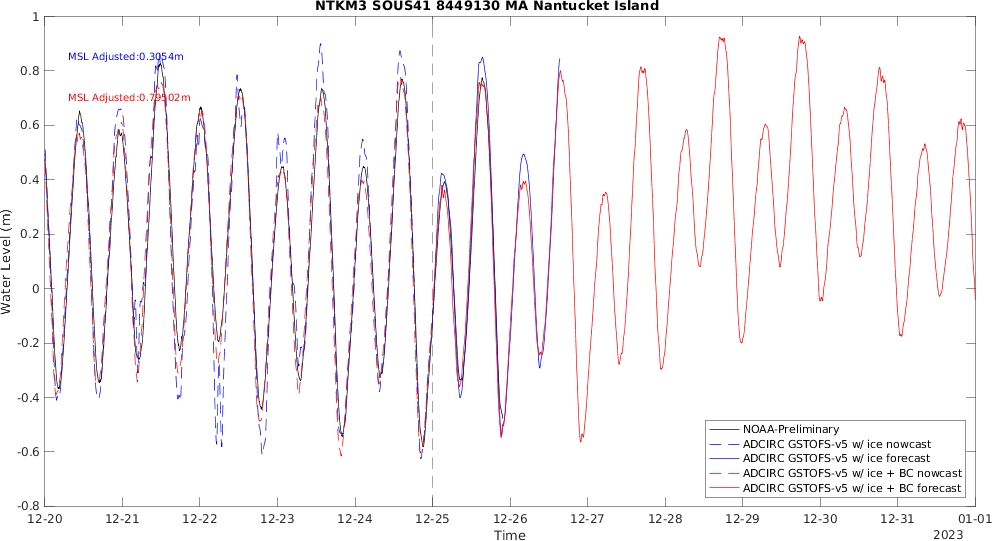 NTKM3 SOUS41 8449130 MA Nantucket Island
1
0.8
0.6
0.4
0.2
0
-0.2
-0.4
-0.6
-0.8
Water Level (m)
MSL Adjusted:0.3054m
MSL Adjusted:0.79502m
NOAA-Preliminary
ADCIRC GSTOFS-v5 w/ ice nowcast
ADCIRC GSTOFS-v5 w/ ice forecast
ADCIRC GSTOFS-v5 w/ ice + BC nowcast
ADCIRC GSTOFS-v5 w/ ice + BC forecast
12-20 12-21 12-22 12-23 12-24 12-25 12-26 12-27 12-28 12-29 12-30 12-31 01-01
Time
2023